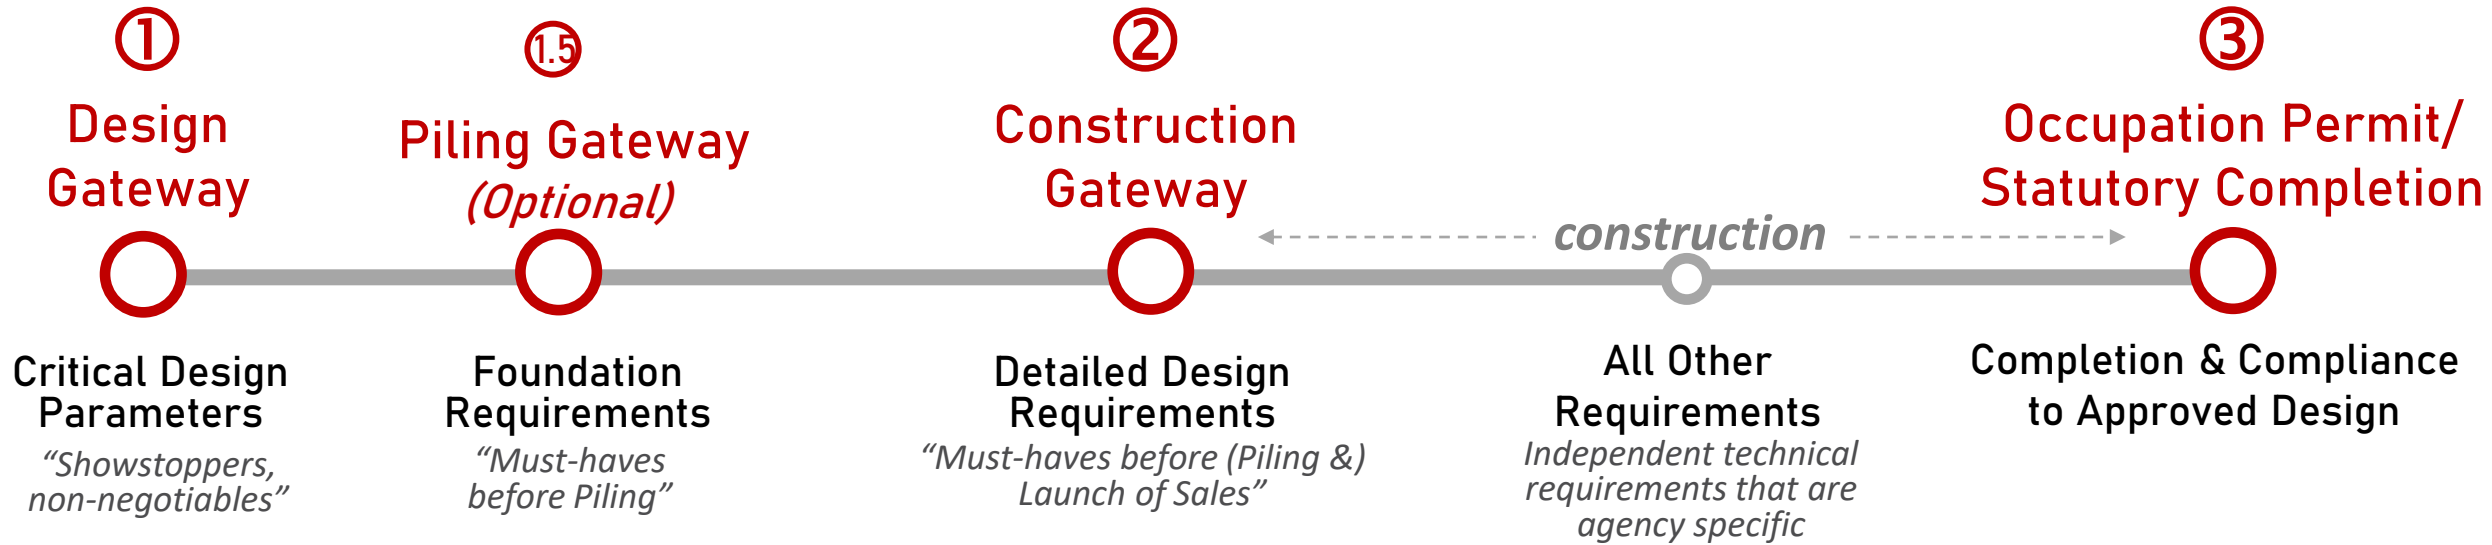 1
Design
Gateway
Critical Design
Parameters
“Showstoppers,
non-negotiables”
1.5
Piling Gateway
(Optional)
Foundation
Requirements
“Must-haves
before Piling”
2
Construction
Gateway
Detailed Design
Requirements
“Must-haves before (Piling &)
Launch of Sales”
construction
All Other
Requirements
Independent technical
requirements that are
agency specific
3
Occupation Permit/
Statutory Completion
Completion & Compliance
to Approved Design